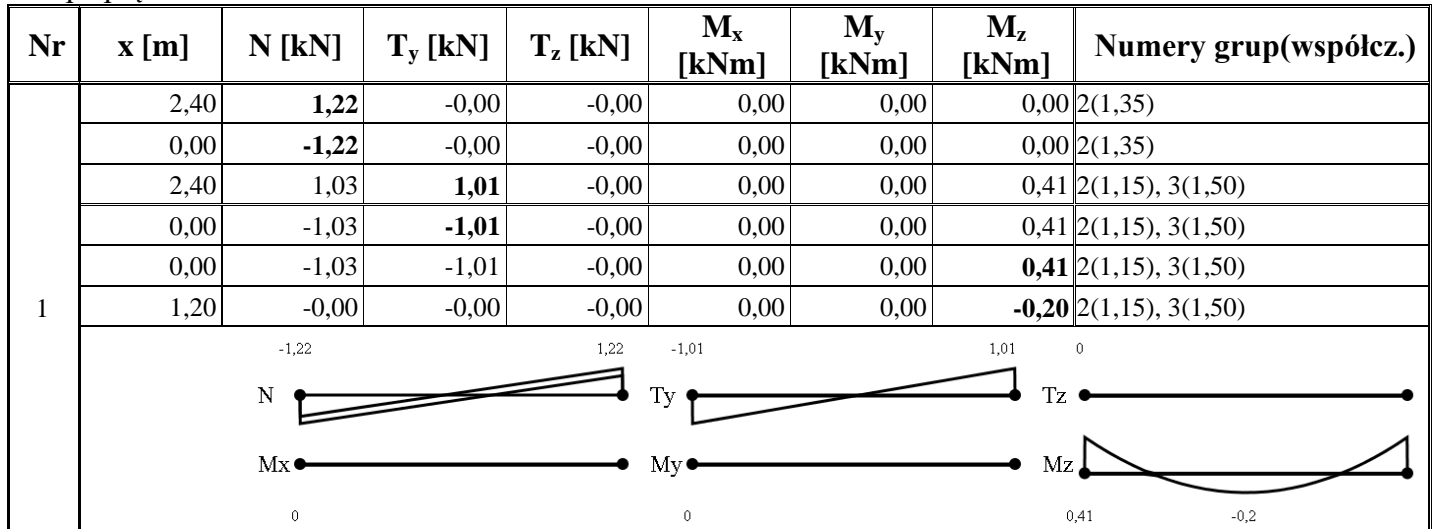 Nr x [m] N [kN] Ty [kN] Tz [kN] Mx [kNm] My [kNm] Mz [kNm] Numery grup(współcz.)
1
2,40 1,22 -0,00 -0,00 0,00 0,00 0,00 2(1,35)
0,00 -1,22 -0,00 -0,00 0,00 0,00 0,00 2(1,35)
2,40 1,03 1,01 -0,00 0,00 0,00 0,41 2(1,15), 3(1,50)
0,00 -1,03 -1,01 -0,00 0,00 0,00 0,41 2(1,15), 3(1,50)
0,00 -1,03 -1,01 -0,00 0,00 0,00 0,41 2(1,15), 3(1,50)
1,20 -0,00 -0,00 -0,00 0,00 0,00 -0,20 2(1,15), 3(1,50)
-1,22 1,22 -1,01 1,01 0
N Ty Tz
Mx My Mz
0 0 0,41 -0,2